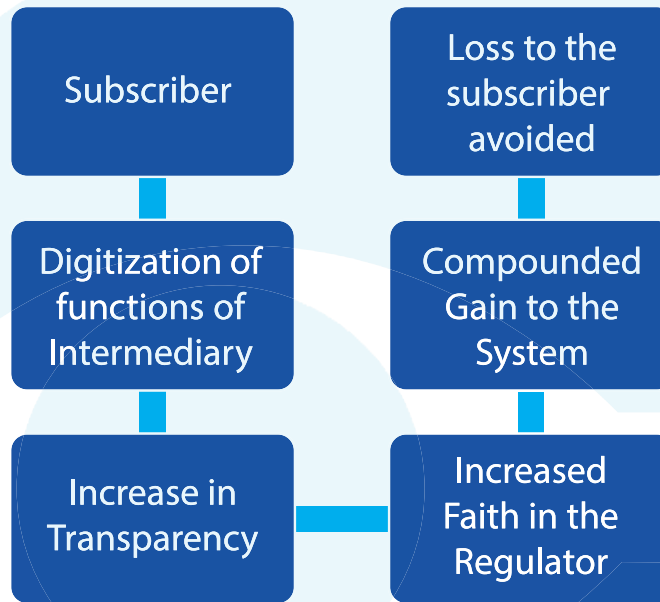 Subscriber
Digitization of
functions of
Intermediary
Increase in
Transparency
Increased
Faith in the
Regulator
Compounded
Gain to the
System
Loss to the
subscriber
avoided